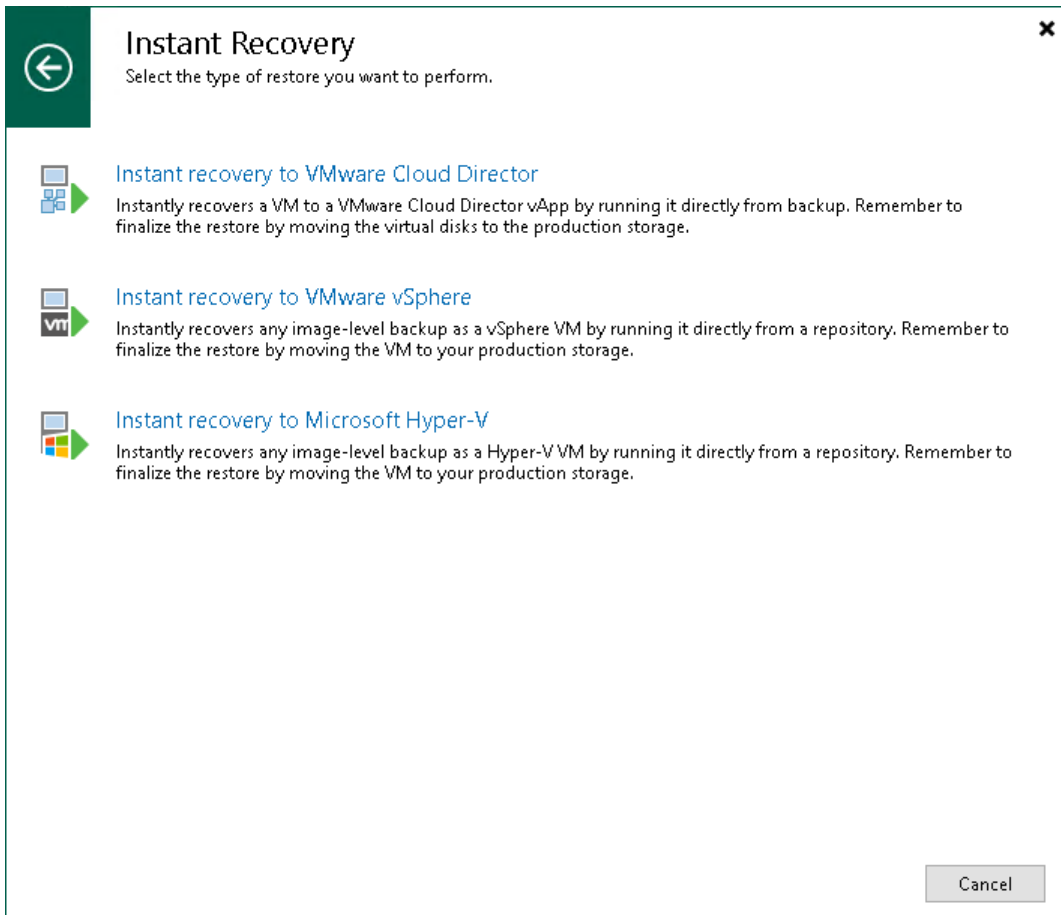 Instant Recovery
Select the type of restore you want to perform.
Instant recovery to VMware Cloud Director
Instantly recovers a VM to a VMware Cloud Director vApp by running it directly from backup. Remember to
finalize the restore by moving the virtual disks to the production storage.
Instant recovery to VMware vSphere
vm
Instantly recovers any image-level backup as a vSphere VM by running it directly from a repository. Remember to
finalize the restore by moving the VM to your production storage.
Instant recovery to Microsoft Hyper-V
Instantly recovers any image-level backup as a Hyper-V VM by running it directly from a repository. Remember to
finalize the restore by moving the VM to your production storage.
Cancel